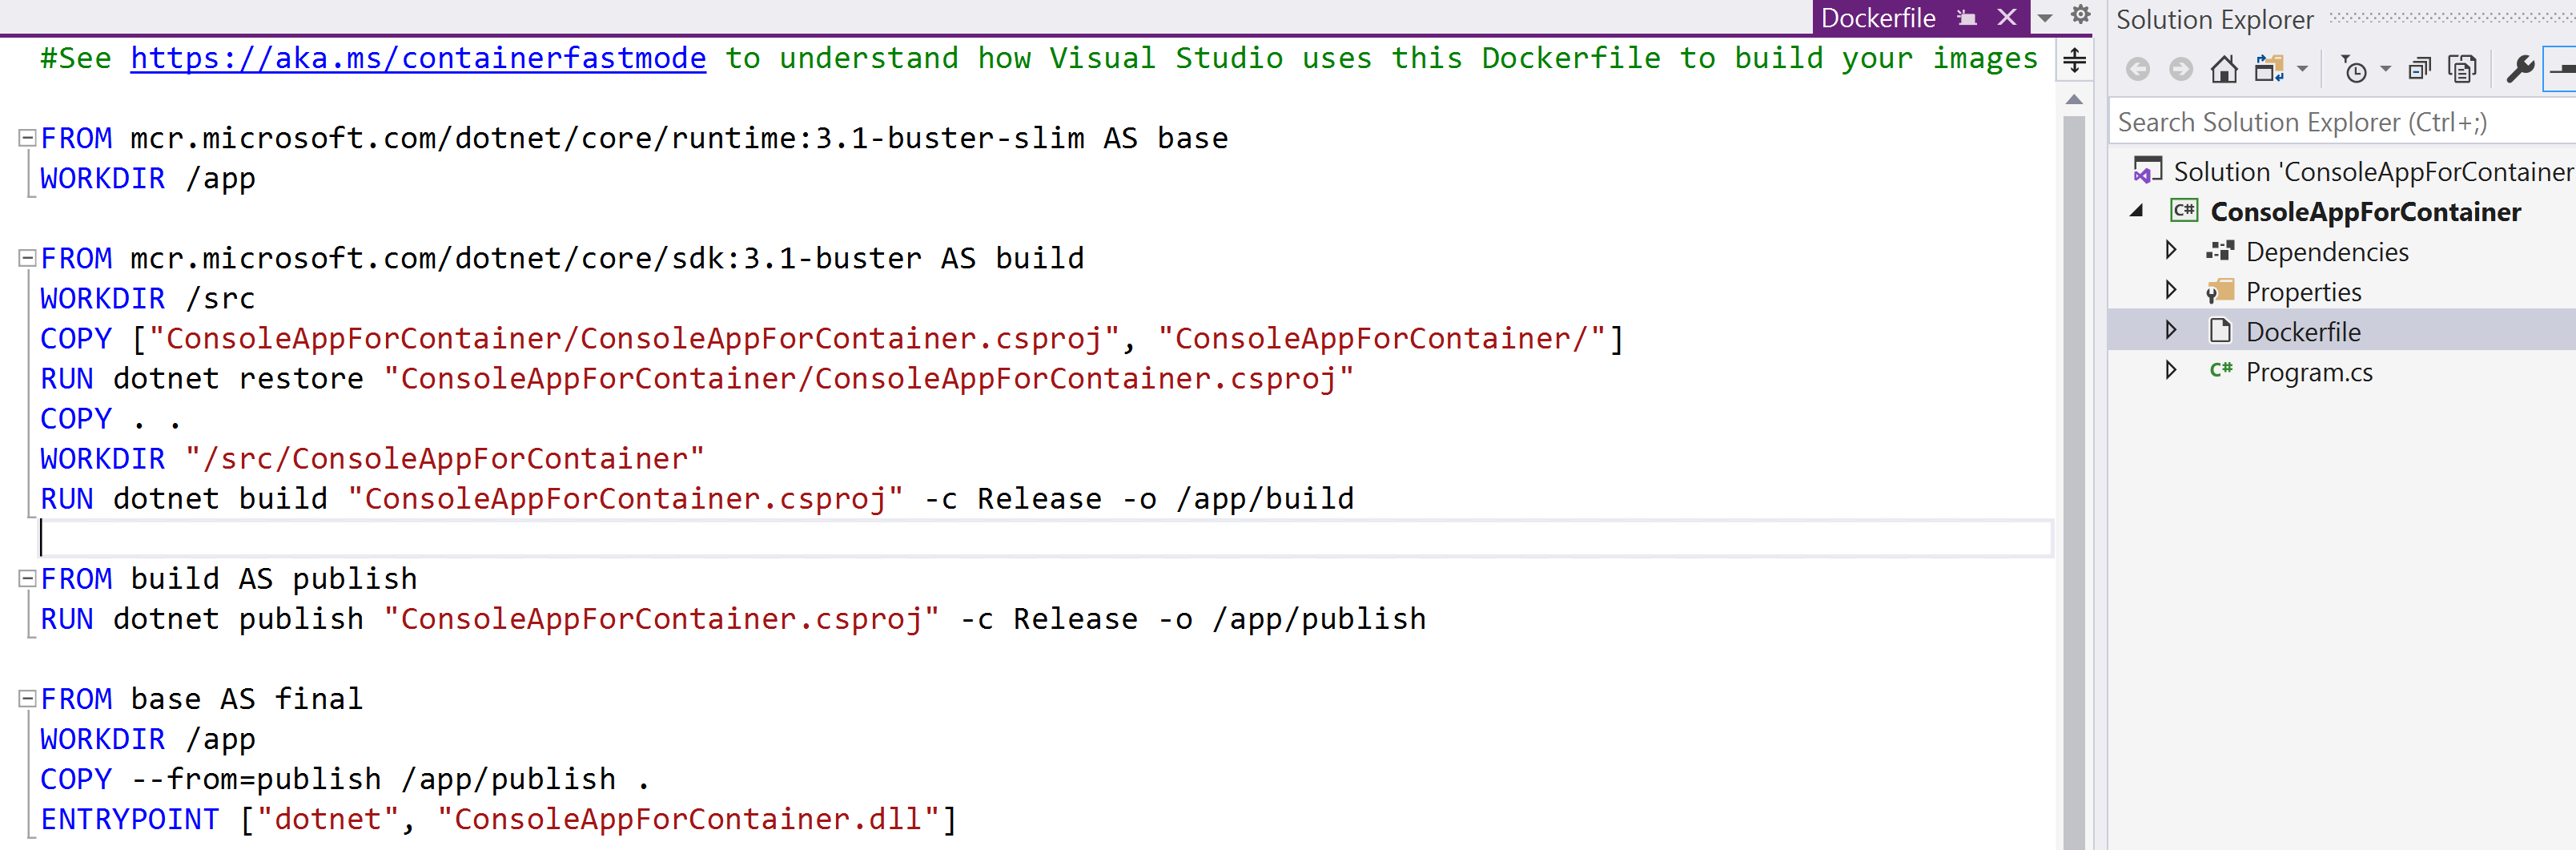 Dockerfile
#See https://aka.ms/containerfastmode to understand how Visual Studio uses this Dockerfile to build your images
FROM mcr.microsoft.com/dotnet/core/runtime:3.1-buster-slim AS base
WORKDIR /app
FROM mcr.microsoft.com/dotnet/core/sdk:3.1-buster AS build
WORKDIR /src
COPY ["ConsoleAppForContainer/ConsoleAppForContainer.csproj", "ConsoleAppForContainer/"]
RUN dotnet restore "ConsoleAppForContainer/ConsoleAppForContainer.csproj"
COPY . .
WORKDIR "/src/ConsoleAppForContainer"
RUN dotnet build "ConsoleAppForContainer.csproj" -c Release -o /app/build
FROM build AS publish
RUN dotnet publish "ConsoleAppForContainer.csproj" -c Release -o /app/publish
FROM base AS final
WORKDIR /app
COPY --from=publish /app/publish .
ENTRYPOINT ["dotnet", "ConsoleAppForContainer.dll"]
Solution Explorer
Search Solution Explorer (Ctrl+;)
Solution 'ConsoleAppForContainer
C# ConsoleAppForContainer
Dependencies
Properties
Dockerfile
C# Program.cs